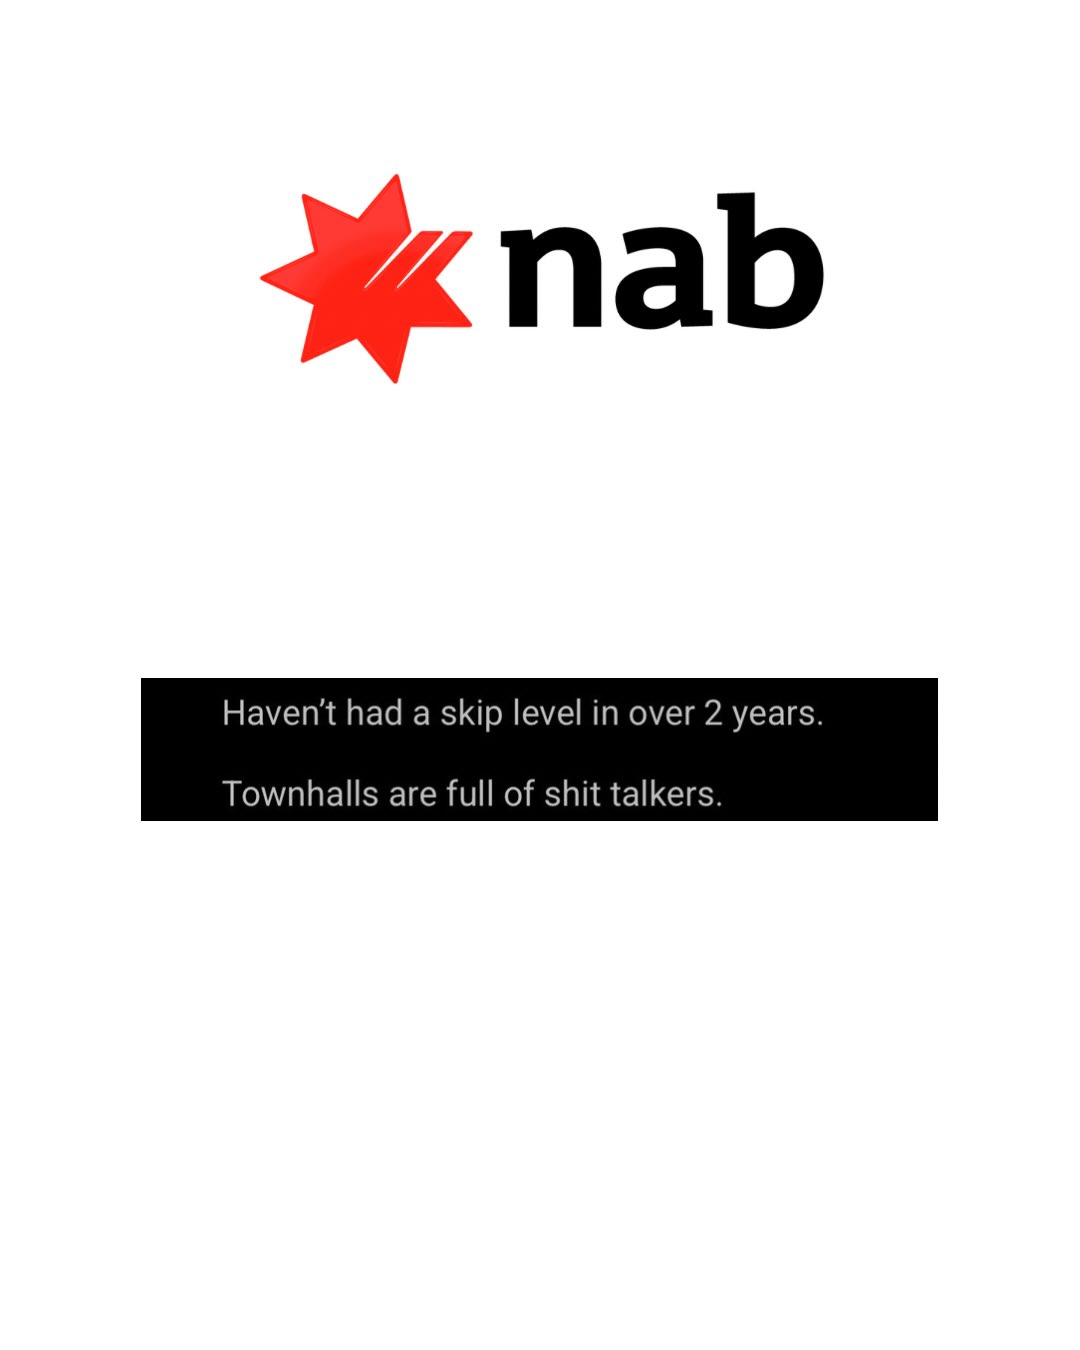 nab
Haven’t had a skip level in over 2 years.
Townhalls are full of shit talkers.